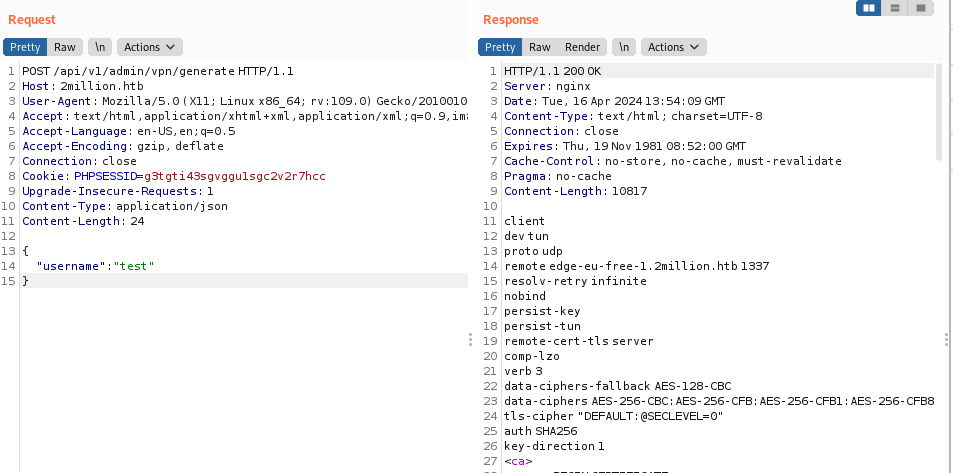 Request
Pretty Raw \n Actions
1 POST /api/v1/admin/vpn/generate HTTP/1.1
2 Host: 2million.htb
3 User-Agent: Mozilla/5.0 (X11; Linux x86_64; rv:109.0) Gecko/2010010
4 Accept: text/html,application/xhtml+xml,application/xml;q=0.9,ima
5 Accept-Language: en-US,en;q=0.5
6 Accept-Encoding: gzip, deflate
7 Connection: close
8 Cookie: PHPSESSID=g3tgti43sgvggu1sgc2v2r7hcc
9 Upgrade-Insecure-Requests: 1
10 Content-Type: application/json
11 Content-Length: 24
12
13 {
14 "username":"test"
15 }
Response
Pretty Raw Render \n Actions
1 HTTP/1.1 200 OK
2 Server: nginx
3 Date: Tue, 16 Apr 2024 13:54:09 GMT
4 Content-Type: text/html; charset=UTF-8
5 Connection: close
6 Expires: Thu, 19 Nov 1981 08:52:00 GMT
7 Cache-Control: no-store, no-cache, must-revalidate
8 Pragma: no-cache
9 Content-Length: 10817
10
11 client
12 dev tun
13 proto udp
14 remote edge-eu-free-1.2million.htb 1337
15 resolv-retry infinite
16 nobind
17 persist-key
18 persist-tun
19 remote-cert-tls server
20 comp-lzo
21 verb 3
22 data-ciphers-fallback AES-128-CBC
23 data-ciphers AES-256-CBC:AES-256-CFB:AES-256-CFB1:AES-256-CFB8
24 tls-cipher "DEFAULT:@SECLEVEL=0"
25 auth SHA256
26 key-direction 1
27 <ca>